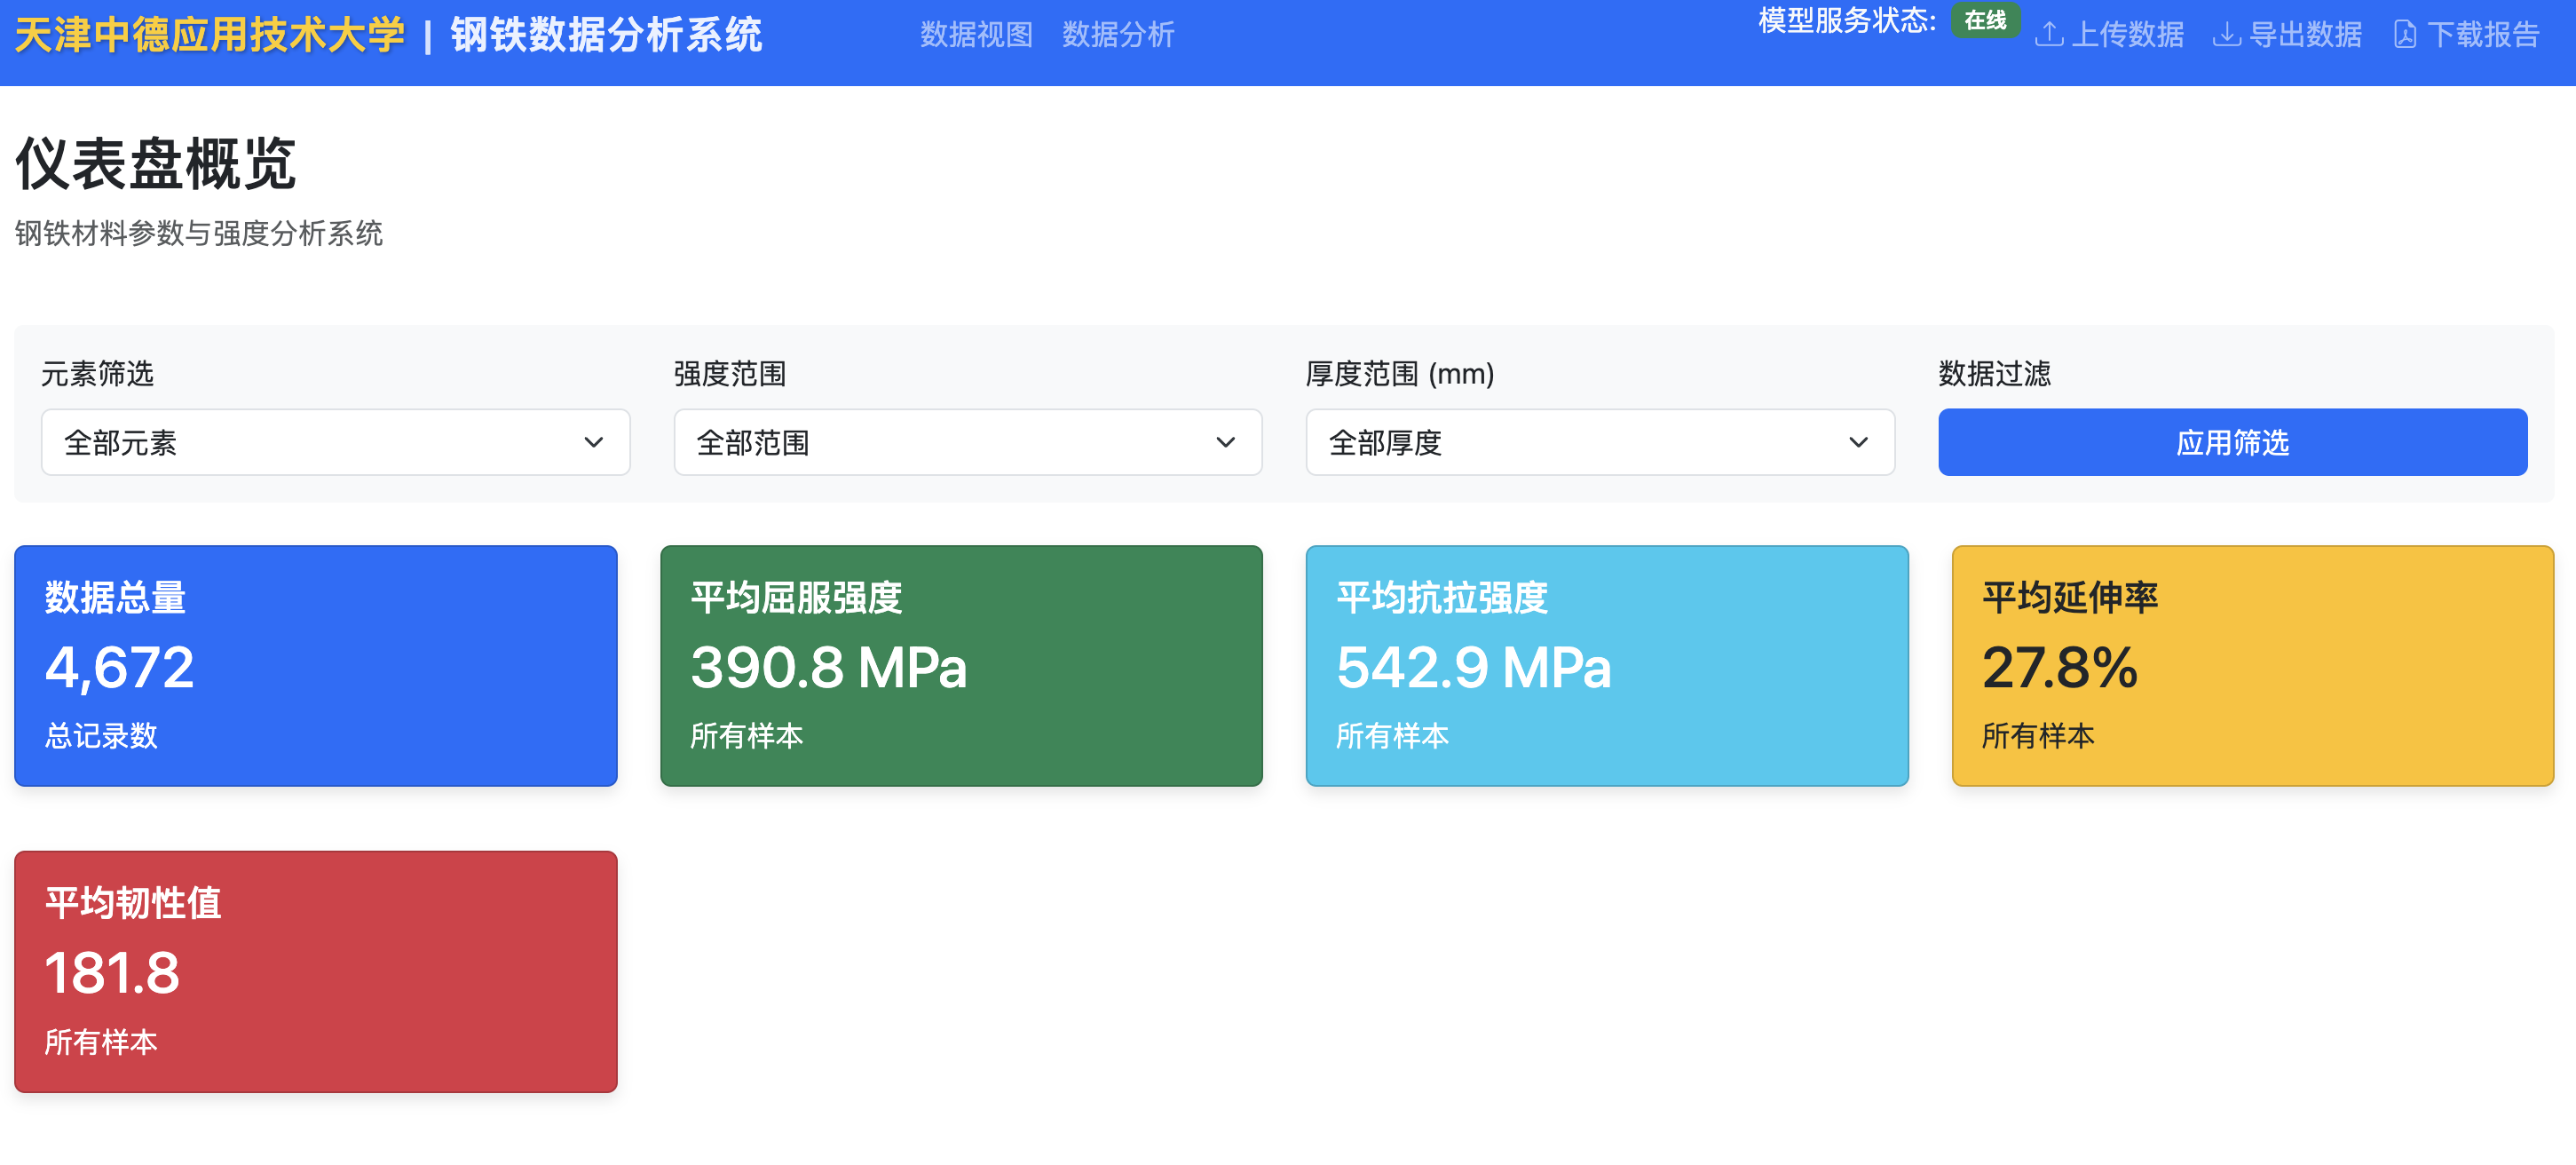 天津中德应用技术大学 | 钢铁数据分析系统
数据视图
数据分析
模型服务状态: 在线
上传数据
导出数据
下载报告
仪表盘概览
钢铁材料参数与强度分析系统
元素筛选
全部元素
强度范围
全部范围
厚度范围 (mm)
全部厚度
数据过滤
应用筛选
数据总量
4,672
总记录数
平均屈服强度
390.8 MPa
所有样本
平均抗拉强度
542.9 MPa
所有样本
平均延伸率
27.8%
所有样本
平均韧性值
181.8
所有样本